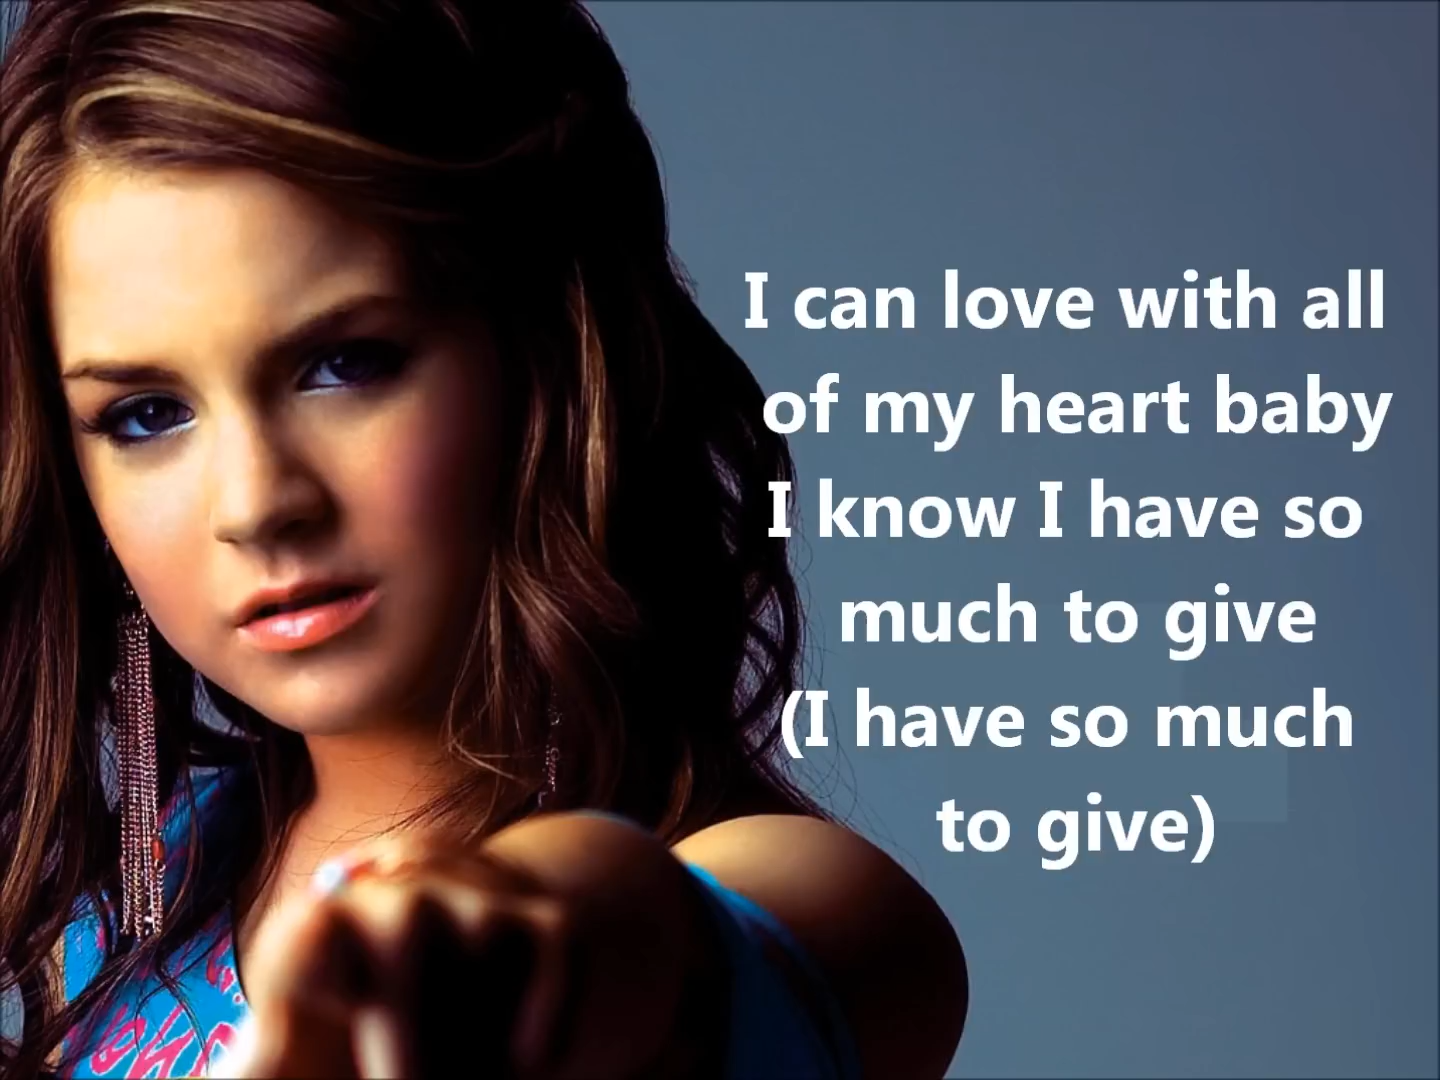 I can love with all
of my heart baby
I know I have so
much to give
(I have so much
to give)